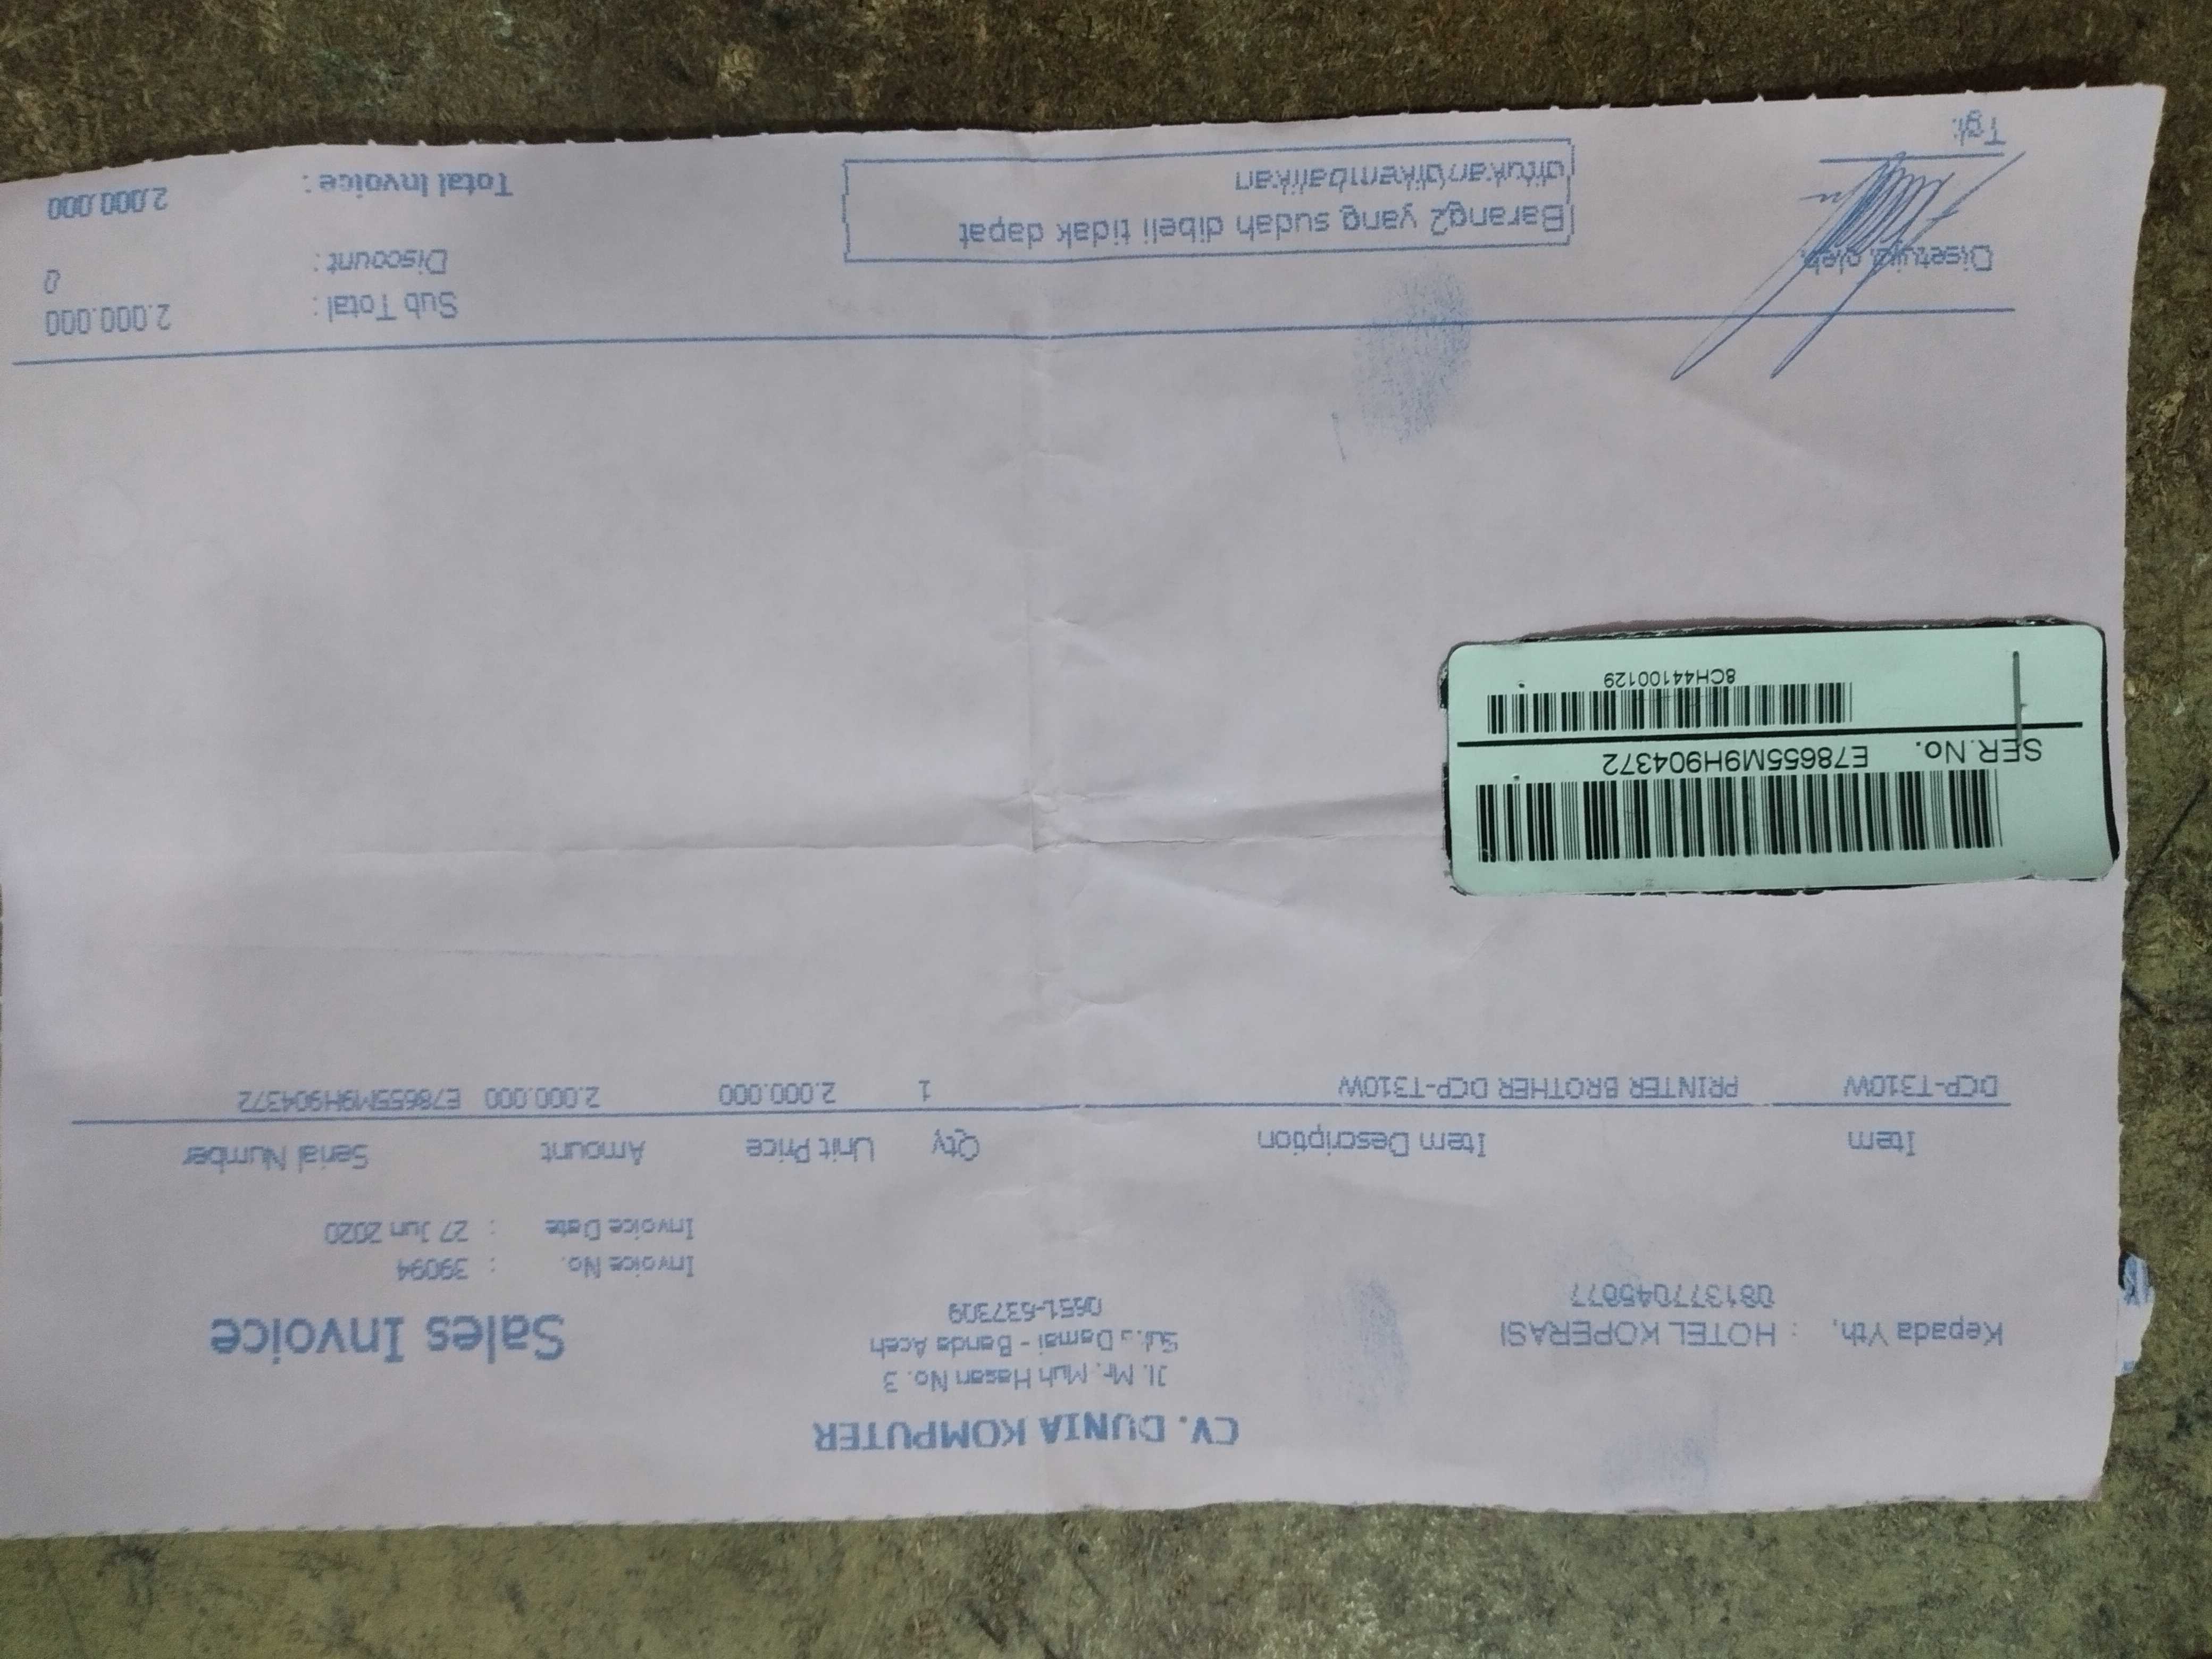 CV. DUNIA KOMPUTER
Jl. Mr. Muh Hasan No. 3
Damai - Banda Aceh
0651-637309
Kepada Yth, : HOTEL KOPERASI
Sales Invoice
Invoice No. : 39094
Invoice Date : 27 Jun 2020
Item Item Description Qty Unit Price Amount Serial Number
DCP-T310W PRINTER BROTHER DCP-T310W 1 2.000.000 2.000.000 E78655M9H904372
SER.No. E78655M9H904372
8CH44100129
Disetujui oleh,
Tgl:
Barang2 yang sudah dibeli tidak dapat
ditukar/dikembalikan
Sub Total : 2.000.000
Discount : 0
Total Invoice : 2.000.000